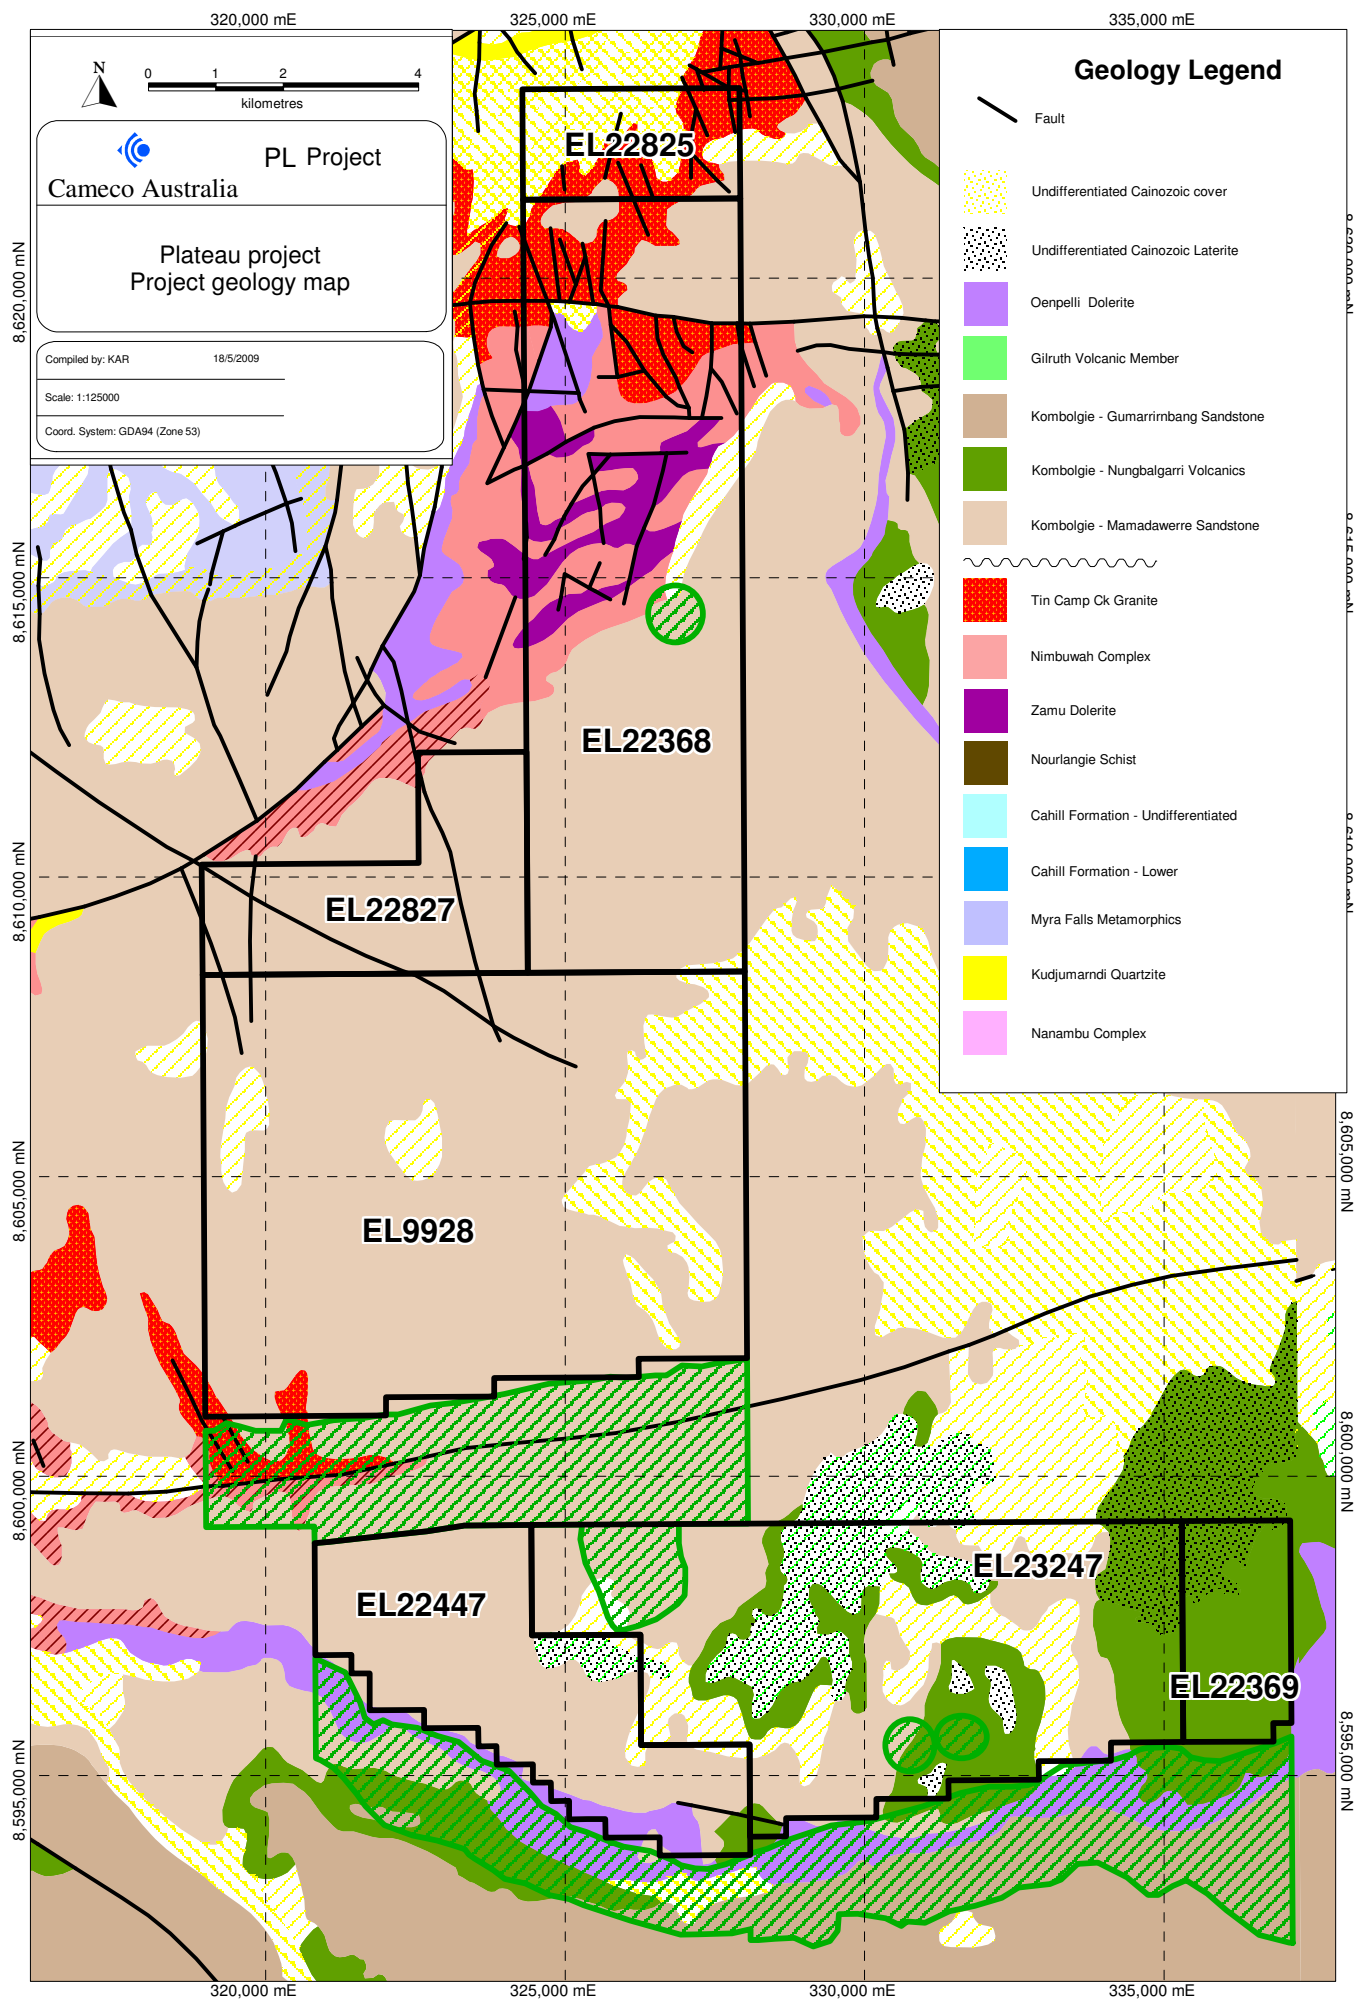 320,000 mE 325,000 mE 330,000 mE 335,000 mE
N
0 1 2 4
kilometres
PL Project
Cameco Australia
Plateau project
Project geology map
Compiled by: KAR 18/5/2009
Scale: 1:125000
Coord. System: GDA94 (Zone 53)
Geology Legend
Fault
Undifferentiated Cainozoic cover
Undifferentiated Cainozoic Laterite
Oenpelli Dolerite
Gilruth Volcanic Member
Kombolgie - Gumarrirnbang Sandstone
Kombolgie - Nungbalgarri Volcanics
Kombolgie - Mamadawerre Sandstone
Tin Camp Ck Granite
Nimbuwah Complex
Zamu Dolerite
Nourlangie Schist
Cahill Formation - Undifferentiated
Cahill Formation - Lower
Myra Falls Metamorphics
Kudjumarndi Quartzite
Nanambu Complex
EL22825
EL22368
EL22827
EL9928
EL23247
EL22447
EL22369
8,620,000 mN
8,615,000 mN
8,610,000 mN
8,605,000 mN
8,600,000 mN
8,595,000 mN
8,605,000 mN
8,600,000 mN
8,595,000 mN
320,000 mE 325,000 mE 330,000 mE 335,000 mE